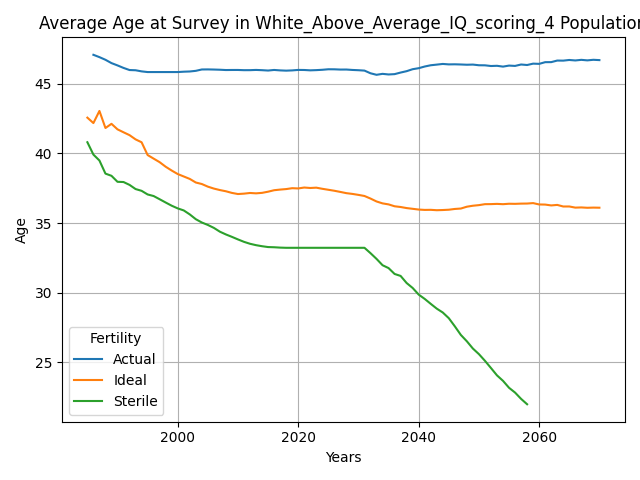 Average Age at Survey in White_Above_Average_IQ_scoring_4 Population
Age
45
40
35
30
25
Fertility
Actual
Ideal
Sterile
2000 2020 2040 2060
Years